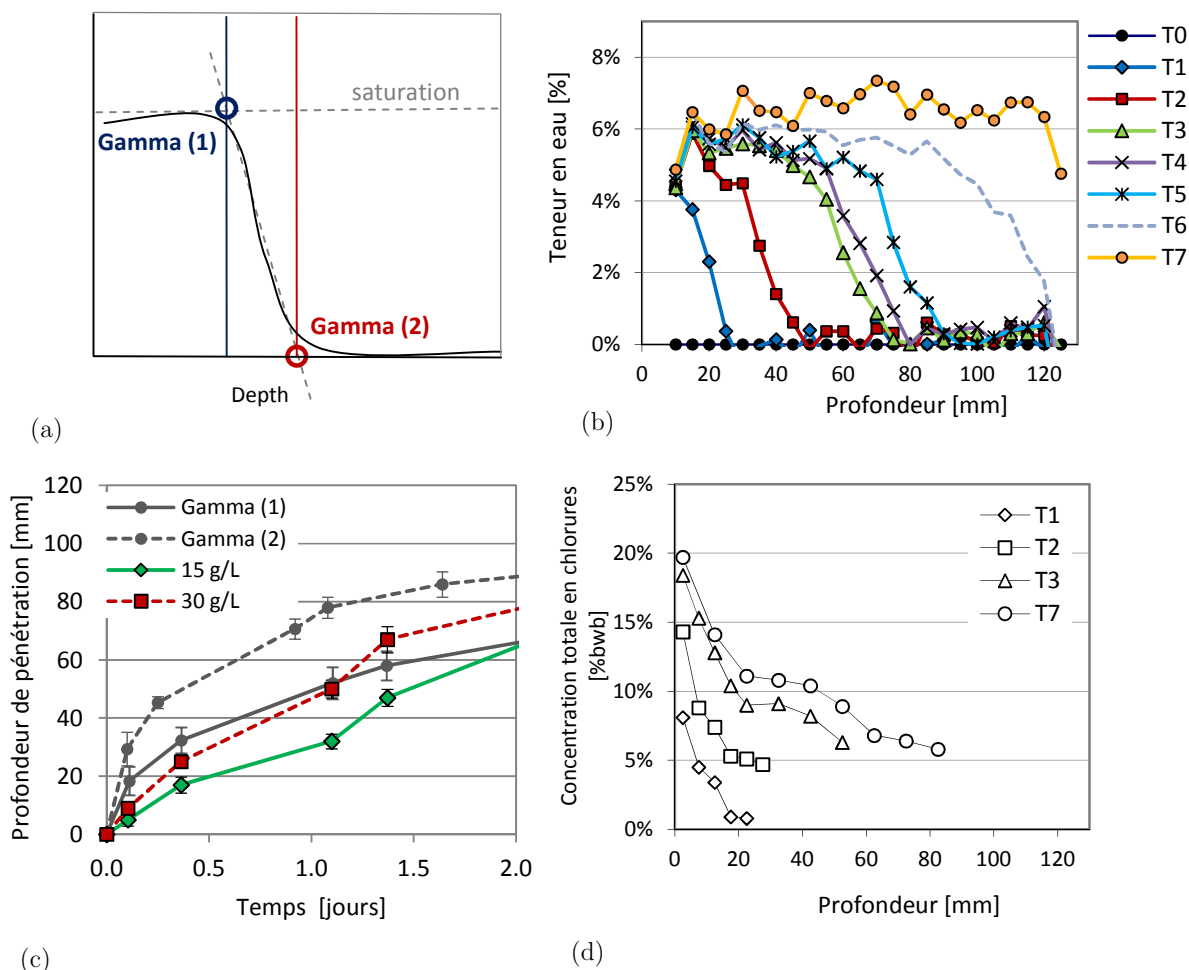 saturation
Gamma (1)
Gamma (2)
Depth
(a)
Teneur en eau [%]
8%
6%
4%
2%
0%
0 20 40 60 80 100 120
Profondeur [mm]
T0
T1
T2
T3
T4
T5
T6
T7
(b)
Profondeur de pénétration [mm]
120
100
80
60
40
20
0
Gamma (1)
Gamma (2)
15 g/L
30 g/L
0.0 0.5 1.0 1.5 2.0
Temps [jours]
(c)
Concentration totale en chlorures
[%bwb]
25%
20%
15%
10%
5%
0%
T1
T2
T3
T7
0 20 40 60 80 100 120
Profondeur [mm]
(d)